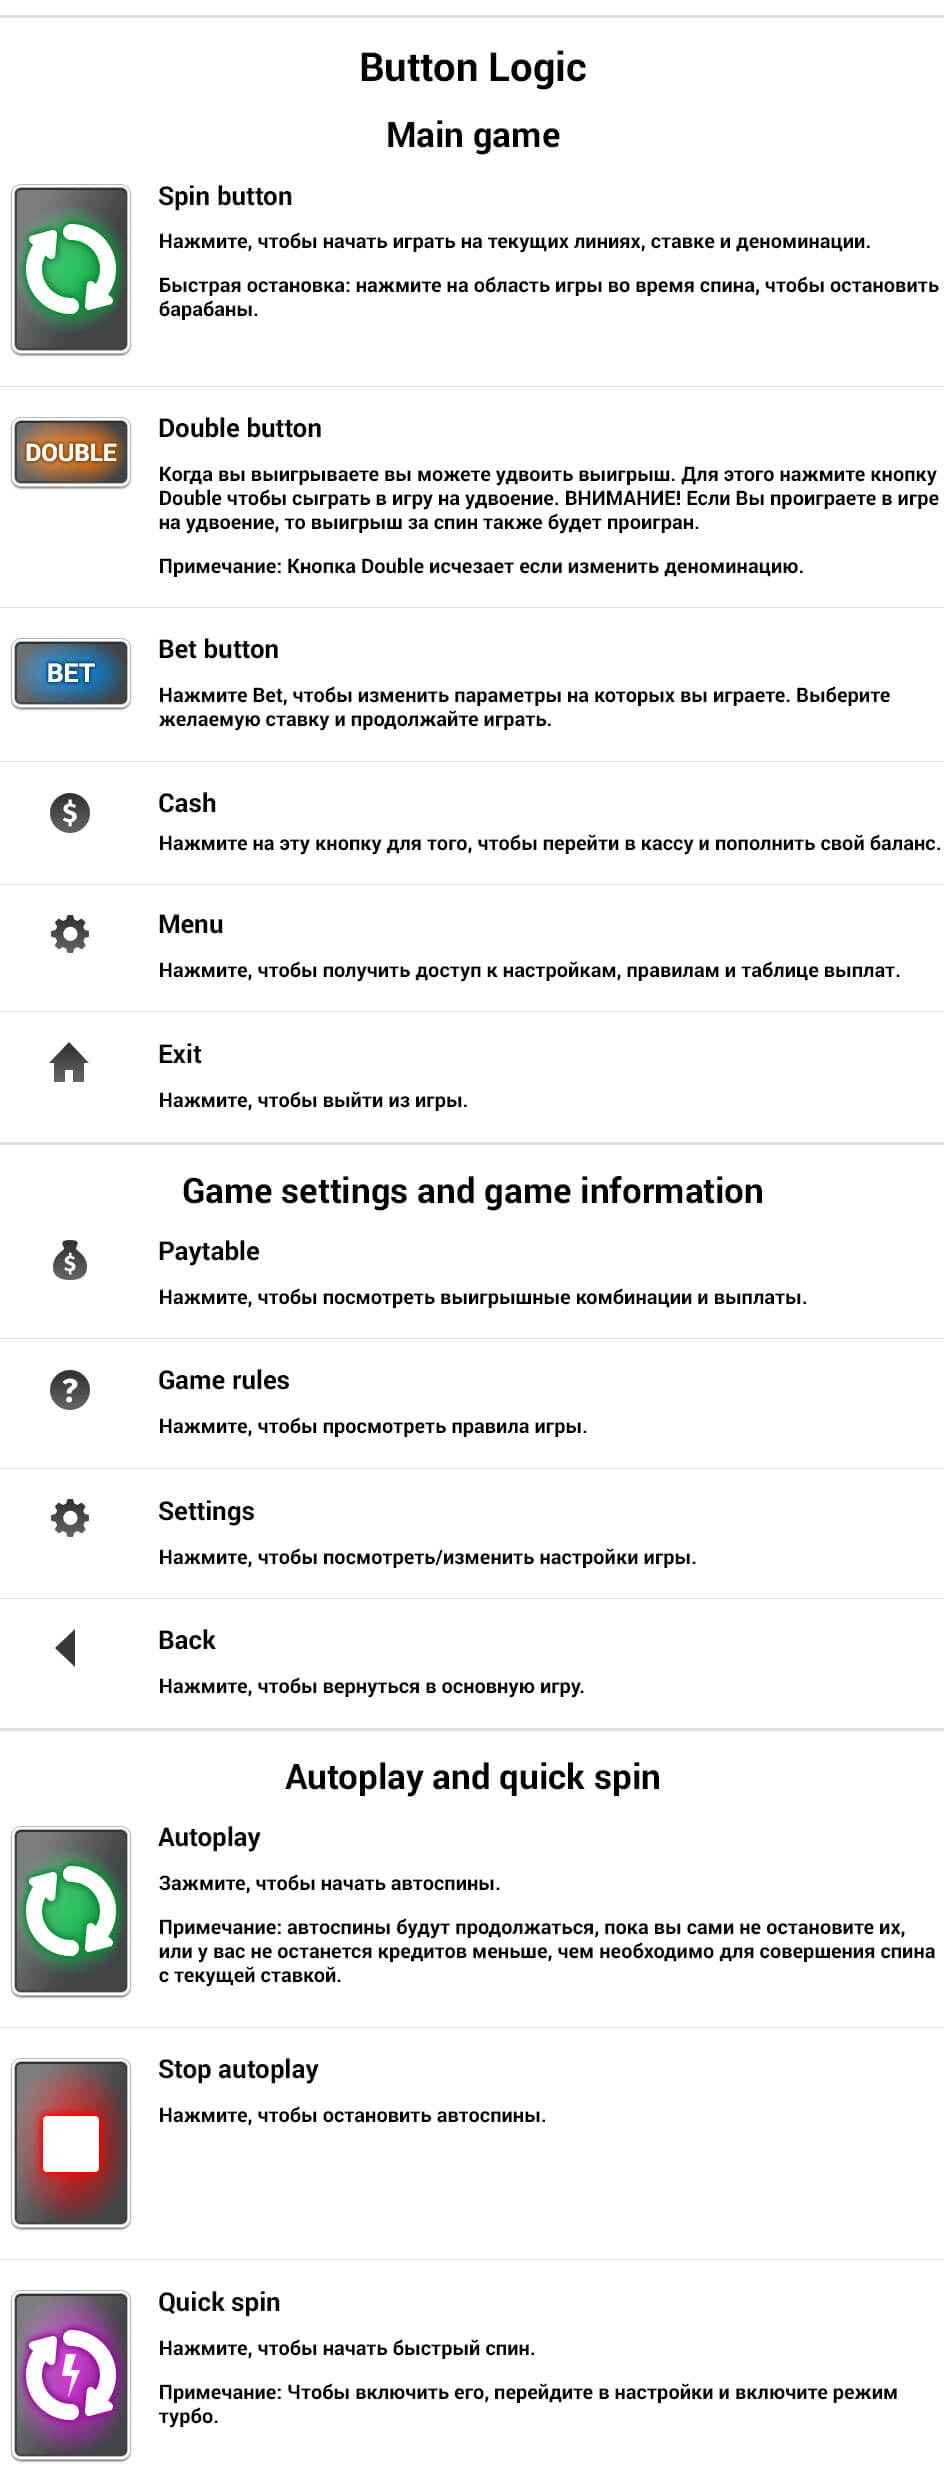 Button Logic
Main game
Spin button
Нажмите, чтобы начать играть на текущих линиях, ставке и деноминации.
Быстрая остановка: нажмите на область игры во время спина, чтобы остановить
барабаны.
DOUBLE
Double button
Когда вы выигрываете вы можете удвоить выигрыш. Для этого нажмите кнопку
Double чтобы сыграть в игру на удвоение. ВНИМАНИЕ! Если Вы проиграете в игре
на удвоение, то выигрыш за спин также будет проигран.
Примечание: Кнопка Double исчезает если изменить деноминацию.
BET
Bet button
Нажмите Bet, чтобы изменить параметры на которых вы играете. Выберите
желаемую ставку и продолжайте играть.
$
Cash
Нажмите на эту кнопку для того, чтобы перейти в кассу и пополнить свой баланс.
Menu
Нажмите, чтобы получить доступ к настройкам, правилам и таблице выплат.
Exit
Нажмите, чтобы выйти из игры.
Game settings and game information
$
Paytable
Нажмите, чтобы посмотреть выигрышные комбинации и выплаты.
?
Game rules
Нажмите, чтобы просмотреть правила игры.
Settings
Нажмите, чтобы посмотреть/изменить настройки игры.
Back
Нажмите, чтобы вернуться в основную игру.
Autoplay and quick spin
Autoplay
Зажмите, чтобы начать автоспины.
Примечание: автоспины будут продолжаться, пока вы сами не остановите их,
или у вас не останется кредитов меньше, чем необходимо для совершения спина
с текущей ставкой.
Stop autoplay
Нажмите, чтобы остановить автоспины.
Quick spin
Нажмите, чтобы начать быстрый спин.
Примечание: Чтобы включить его, перейдите в настройки и включите режим
турбо.